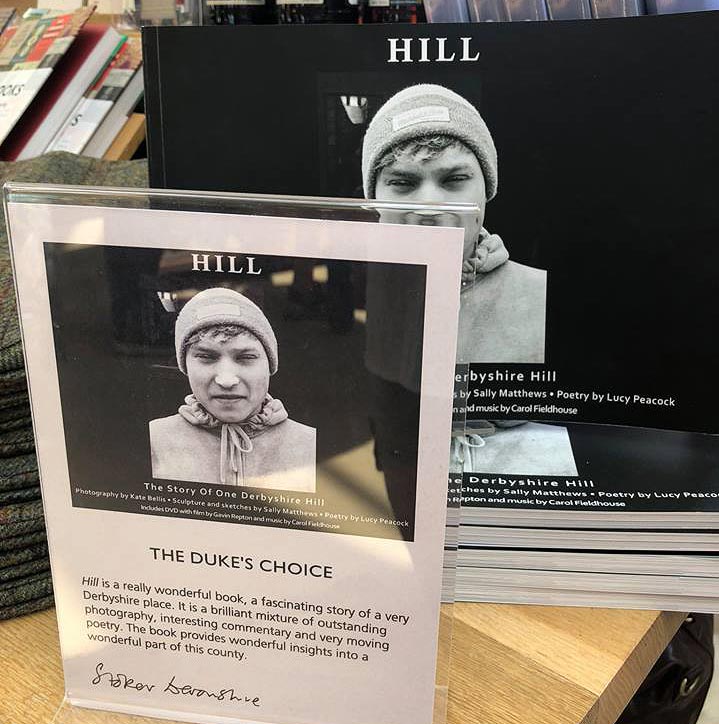 OKS
HILL
erbyshire Hill
s by Sally Matthews • Poetry by Lucy Peacock
n and music by Carol Fieldhouse
ne Derbyshire Hill
etches by Sally Matthews • Poetry by Lucy Peaco
Repton and music by Carol Fieldhouse
HILL
The Story Of One Derbyshire Hill
Photography by Kate Bellis • Sculpture and sketches by Sally Matthews • Poetry by Lucy Peacock
Includes DVD with film by Gavin Repton and music by Carol Fieldhouse
THE DUKE'S CHOICE
Hill is a really wonderful book, a fascinating story of a very
Derbyshire place. It is a brilliant mixture of outstanding
photography, interesting commentary and very moving
poetry. The book provides wonderful insights into a
wonderful part of this county.
Stoker Devonshire